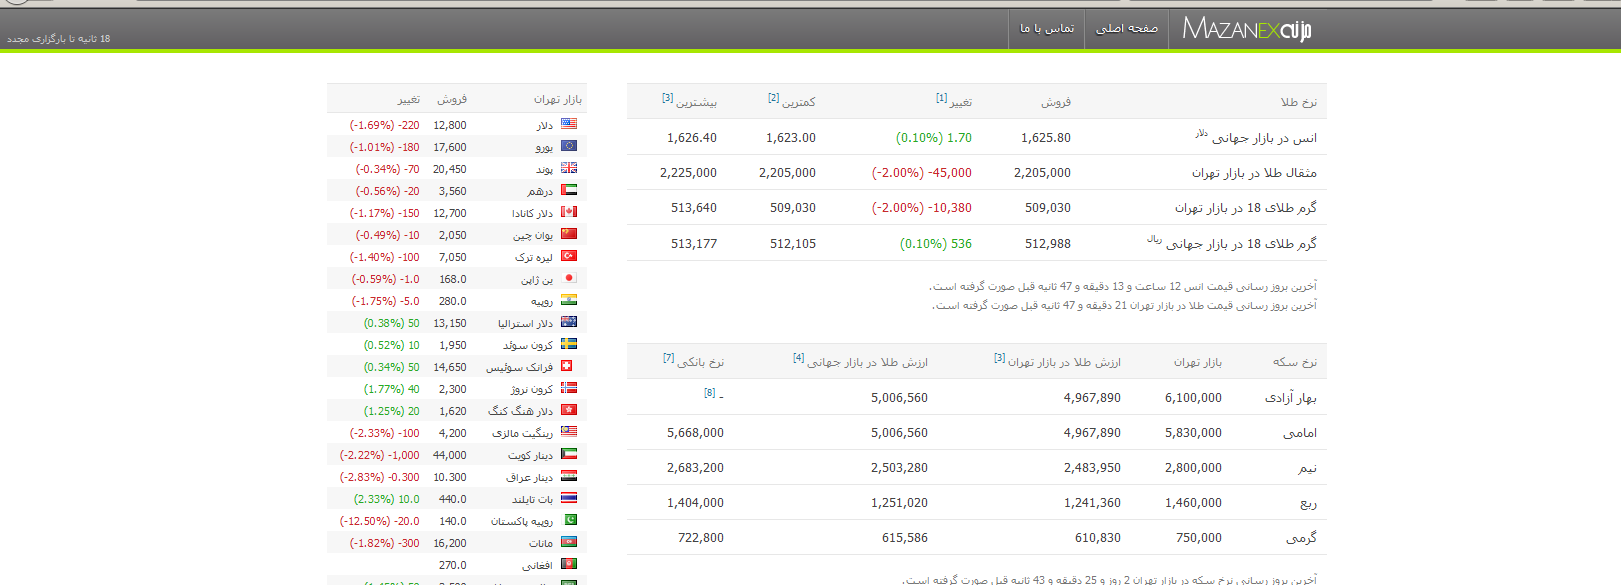 مزنه MAZANEX
صفحه اصلی
تماس با ما
18 ثانیه تا بارگزاری مجدد
نرخ طلا فروش تغییر [1] کمترین [2] بیشترین [3]
انس در بازار جهانی دلار 1,625.80 1.70 (0.10%) 1,623.00 1,626.40
مثقال طلا در بازار تهران 2,205,000 -45,000 (-2.00%) 2,205,000 2,225,000
گرم طلای 18 در بازار تهران 509,030 -10,380 (-2.00%) 509,030 513,640
گرم طلای 18 در بازار جهانی ریال 512,988 536 (0.10%) 512,105 513,177
آخرین بروز رسانی قیمت انس 12 ساعت و 13 دقیقه و 47 ثانیه قبل صورت گرفته است.
آخرین بروز رسانی قیمت طلا در بازار تهران 21 دقیقه و 47 ثانیه قبل صورت گرفته است.
نرخ سکه بازار تهران ارزش طلا در بازار تهران [3] ارزش طلا در بازار جهانی [4] نرخ بانکی [7]
بهار آزادی 6,100,000 4,967,890 5,006,560 - [8]
امامی 5,830,000 4,967,890 5,006,560 5,668,000
نیم 2,800,000 2,483,950 2,503,280 2,683,200
ربع 1,460,000 1,241,360 1,251,020 1,404,000
گرمی 750,000 610,830 615,586 722,800
آخرین بروز رسانی نرخ سکه در بازار تهران 2 روز و 25 دقیقه و 43 ثانیه قبل صورت گرفته است.
بازار تهران فروش تغییر
دلار 12,800 -220 (-1.69%)
یورو 17,600 -180 (-1.01%)
پوند 20,450 -70 (-0.34%)
درهم 3,560 -20 (-0.56%)
دلار کانادا 12,700 -150 (-1.17%)
یوان چین 2,050 -10 (-0.49%)
لیره ترک 7,050 -100 (-1.40%)
ین ژاپن 168.0 -1.0 (-0.59%)
روپیه 280.0 -5.0 (-1.75%)
دلار استرالیا 13,150 50 (0.38%)
کرون سوئد 1,950 10 (0.52%)
فرانک سوئیس 14,650 50 (0.34%)
کرون نروژ 2,300 40 (1.77%)
دلار هنگ کنگ 1,620 20 (1.25%)
رینگیت مالزی 4,200 -100 (-2.33%)
دینار کویت 44,000 -1,000 (-2.22%)
دینار عراق 10.300 -0.300 (-2.83%)
بات تایلند 440.0 10.0 (2.33%)
روپیه پاکستان 140.0 -20.0 (-12.50%)
مانات 16,200 -300 (-1.82%)
افغانی 270.0